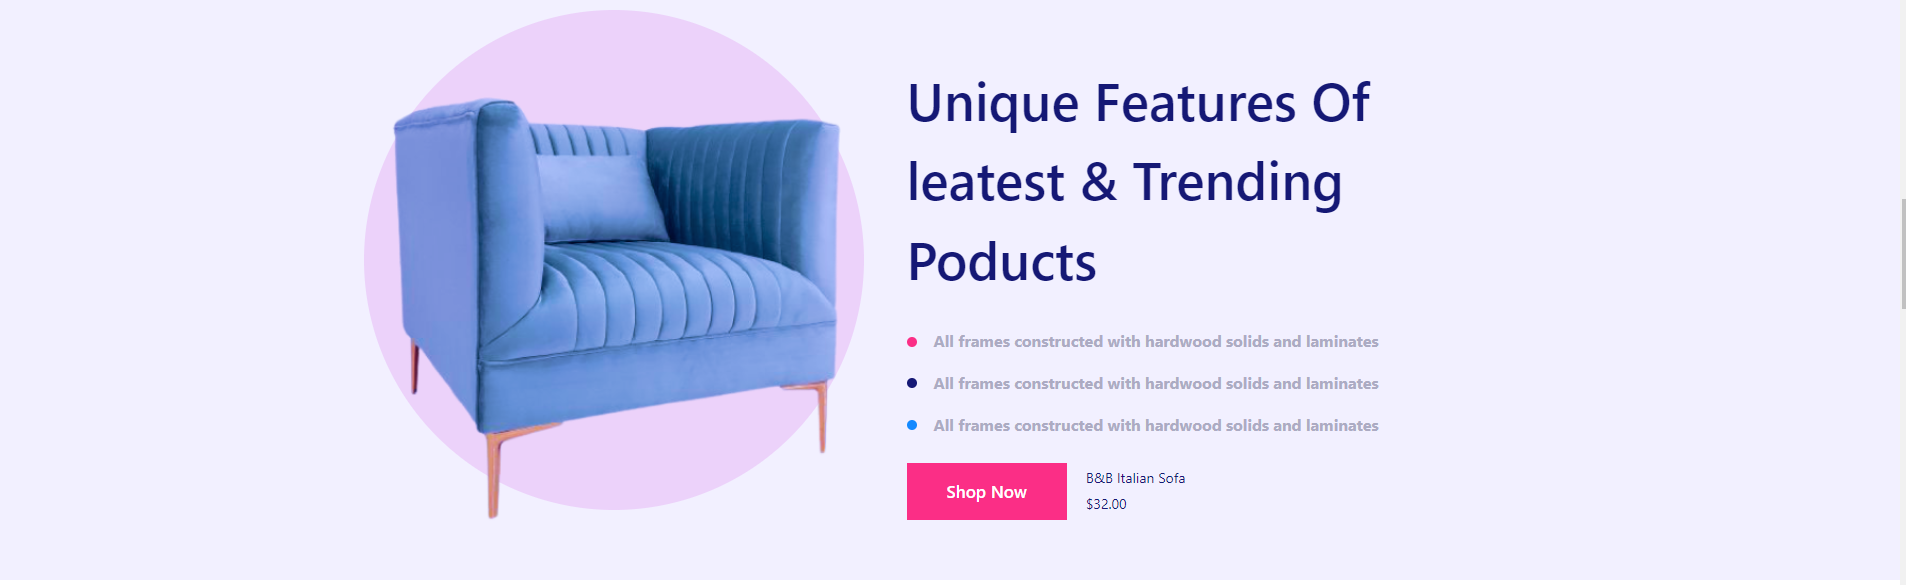 Unique Features Of
leatest & Trending
Poducts
All frames constructed with hardwood solids and laminates
All frames constructed with hardwood solids and laminates
All frames constructed with hardwood solids and laminates
Shop Now
B&B Italian Sofa
$32.00